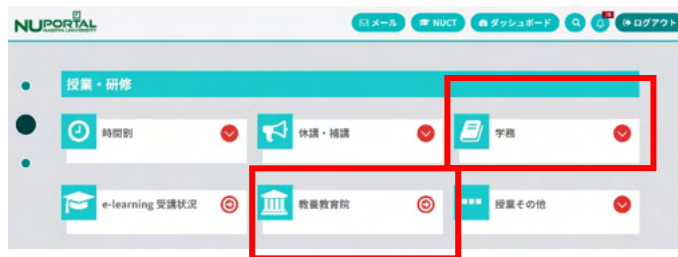 NUPORTAL
NAGOYA UNIVERSITY
メール
NUCT
ダッシュボード
ログアウト
授業・研修
時間割
休講・補講
学務
e-learning 受講状況
教養教育院
授業その他